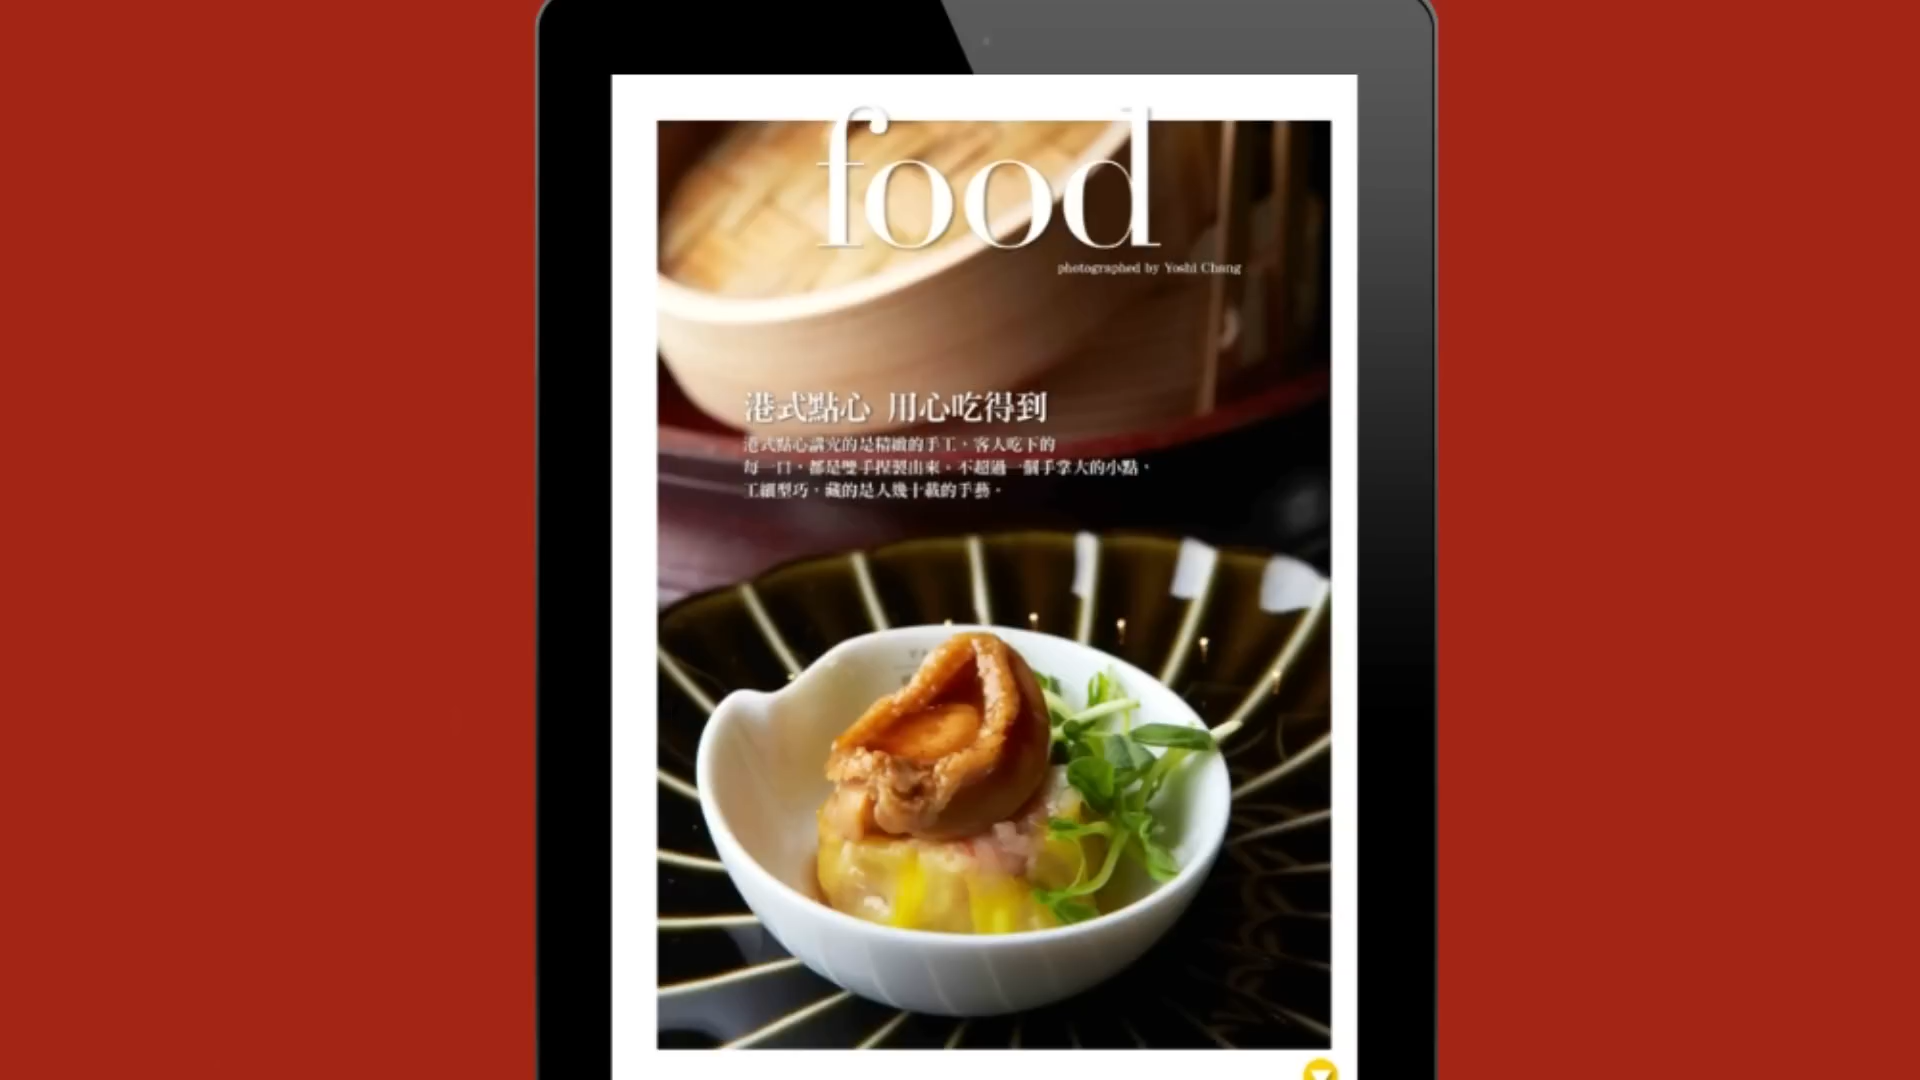 food
photographed by Yoshi Chang
港式點心 用心吃得到
港式點心講究的是精緻的手工，客人吃下的
每一口，都是雙手捏製出來。不超過一個手掌大的小點，
工細型巧，藏的是人幾十載的手藝。